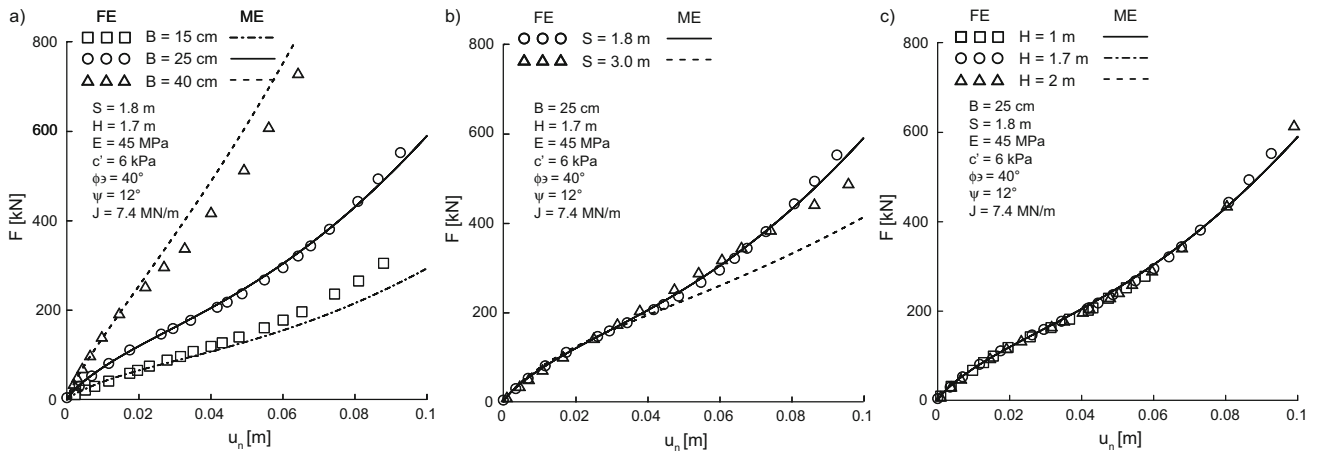 a) FE ME
B = 15 cm
B = 25 cm
B = 40 cm
S = 1.8 m
H = 1.7 m
E = 45 MPa
c' = 6 kPa
ϕ϶ = 40°
ψ = 12°
J = 7.4 MN/m
800
600
400
200
0
F [kN]
0 0.02 0.04 0.06 0.08 0.1
uₙ [m]
b) FE ME
S = 1.8 m
S = 3.0 m
B = 25 cm
H = 1.7 m
E = 45 MPa
c' = 6 kPa
ϕ϶ = 40°
ψ = 12°
J = 7.4 MN/m
800
600
400
200
0
F [kN]
0 0.02 0.04 0.06 0.08 0.1
uₙ [m]
c) FE ME
H = 1 m
H = 1.7 m
H = 2 m
B = 25 cm
S = 1.8 m
E = 45 MPa
c' = 6 kPa
ϕ϶ = 40°
ψ = 12°
J = 7.4 MN/m
800
600
400
200
0
F [kN]
0 0.02 0.04 0.06 0.08 0.1
uₙ [m]